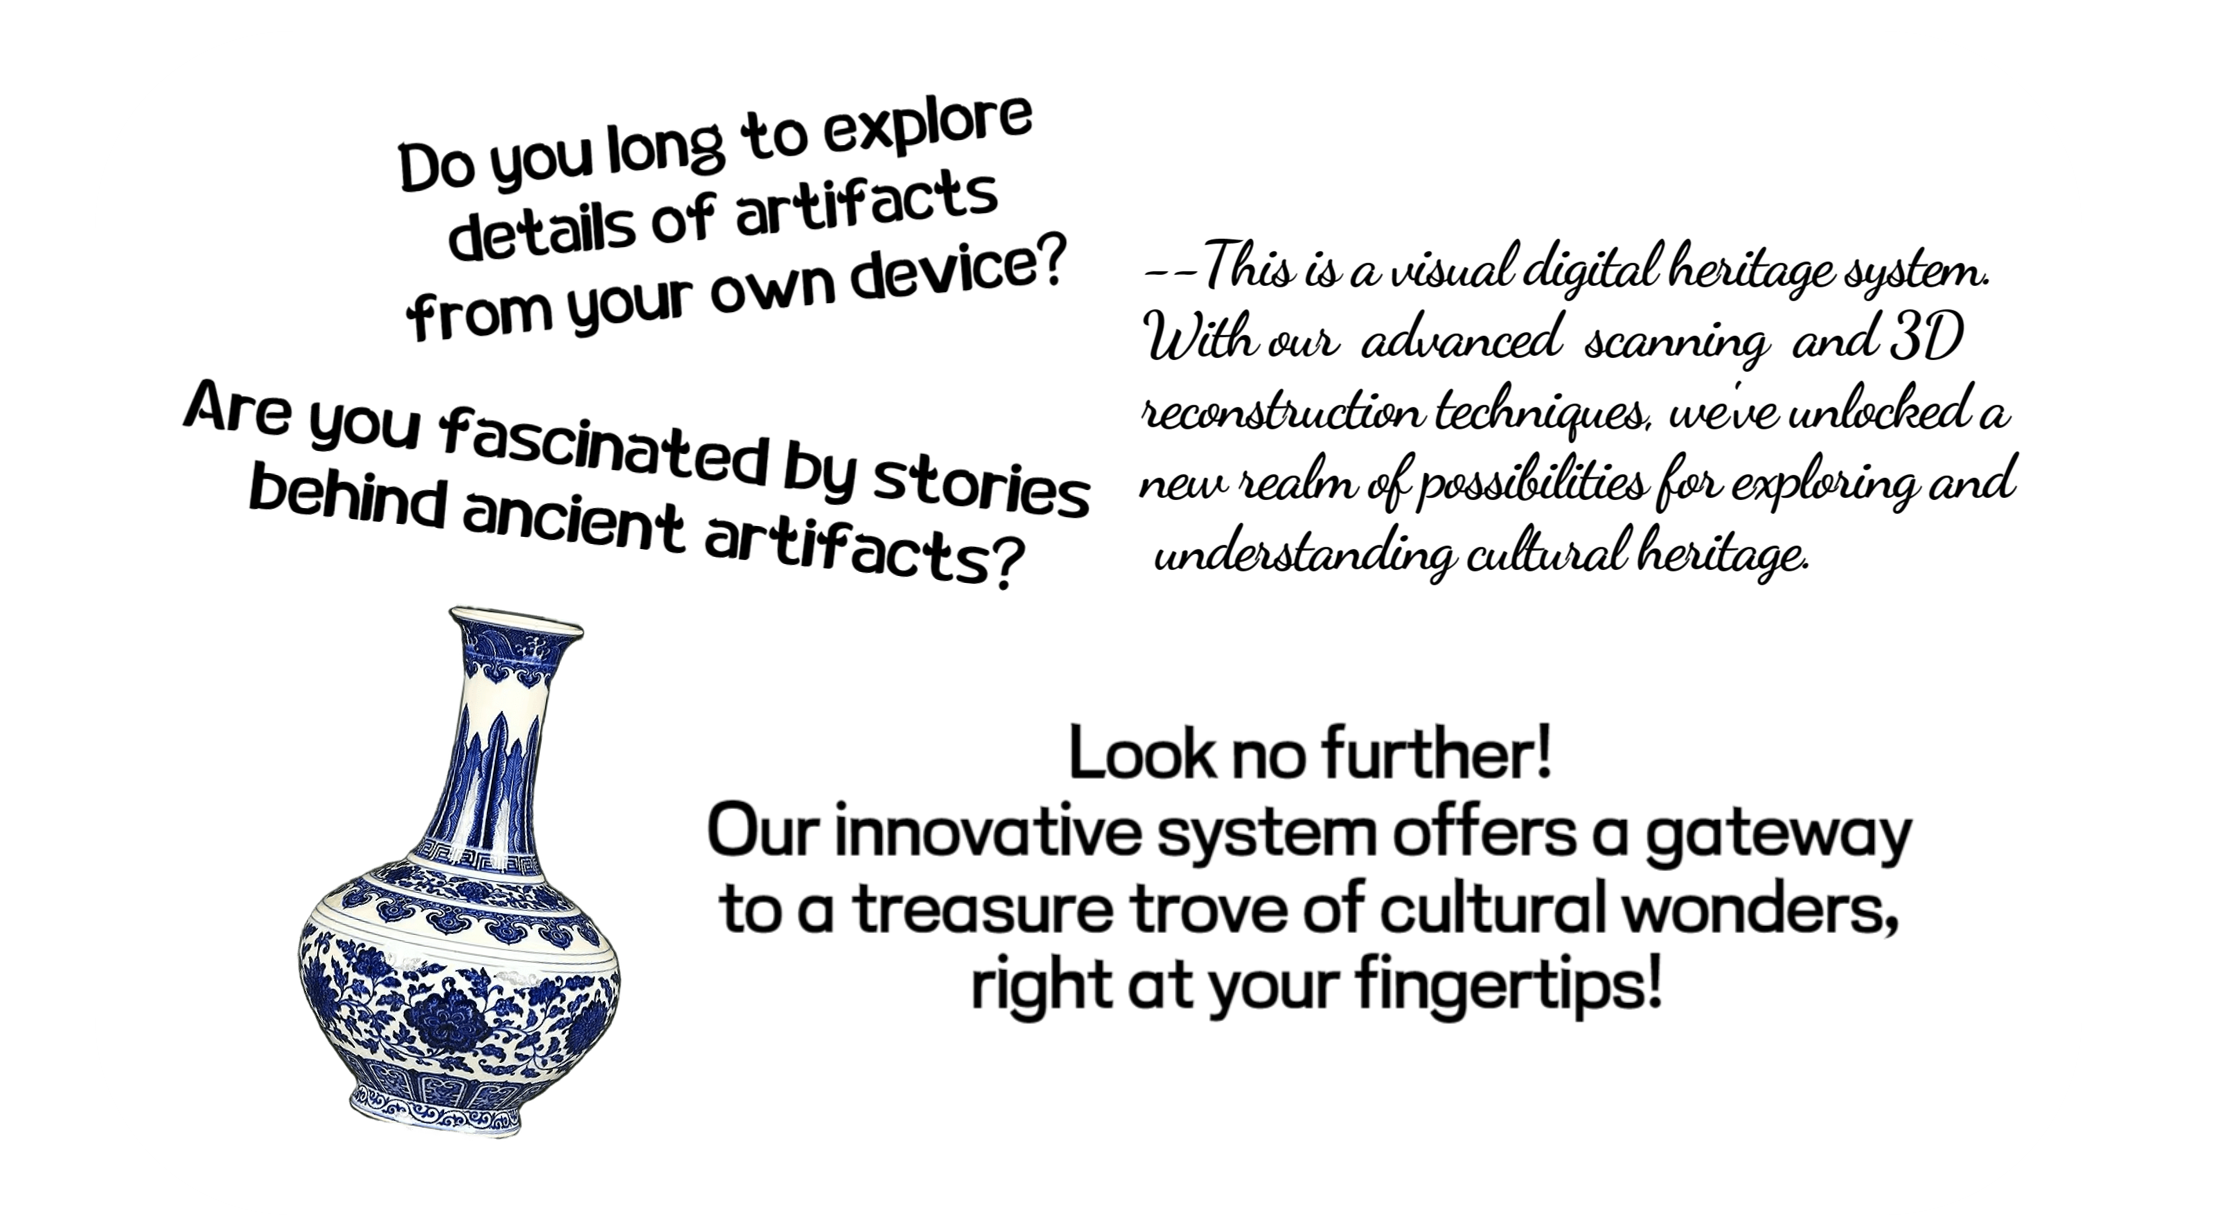 Do you long to explore
details of artifacts
from your own device?
Are you fascinated by stories
behind ancient artifacts?
--This is a visual digital heritage system.
With our advanced scanning and 3D
reconstruction techniques, we've unlocked a
new realm of possibilities for exploring and
understanding cultural heritage.
Look no further!
Our innovative system offers a gateway
to a treasure trove of cultural wonders,
right at your fingertips!